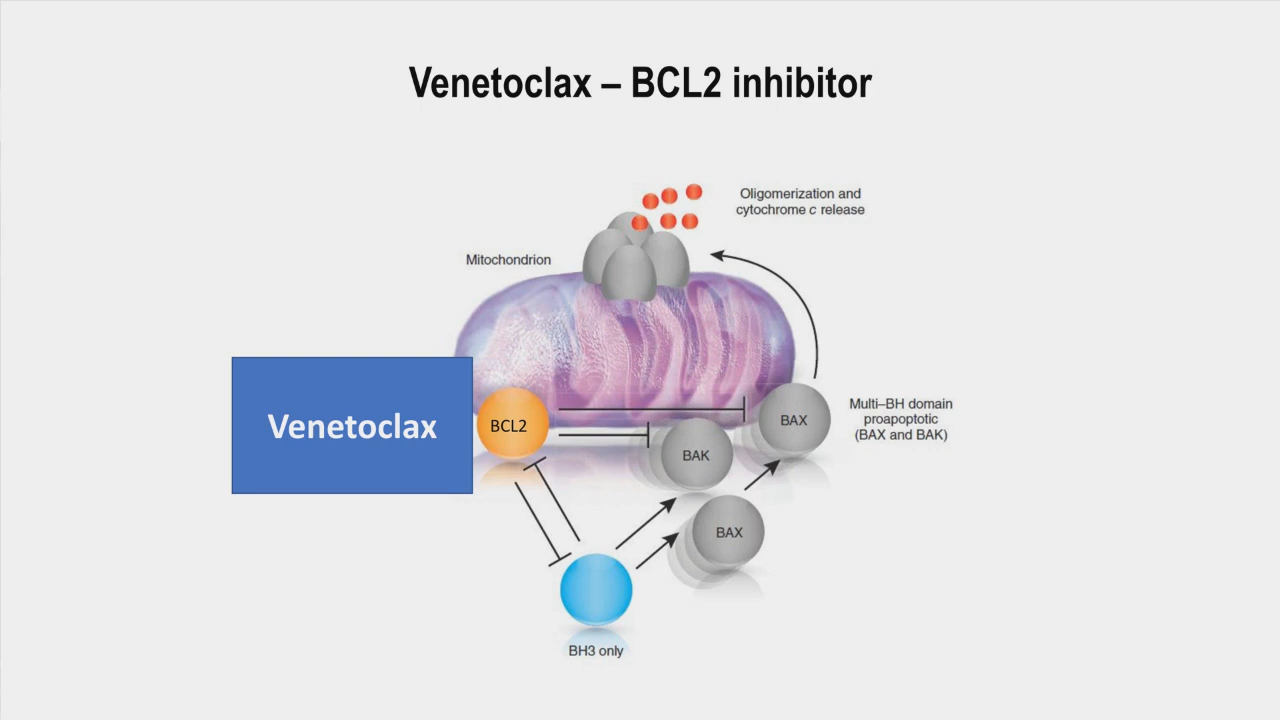 Venetoclax – BCL2 inhibitor
Oligomerization and
cytochrome c release
Mitochondrion
Venetoclax
BCL2
BAX
Multi–BH domain
proapoptotic
(BAX and BAK)
BAK
BAX
BH3 only